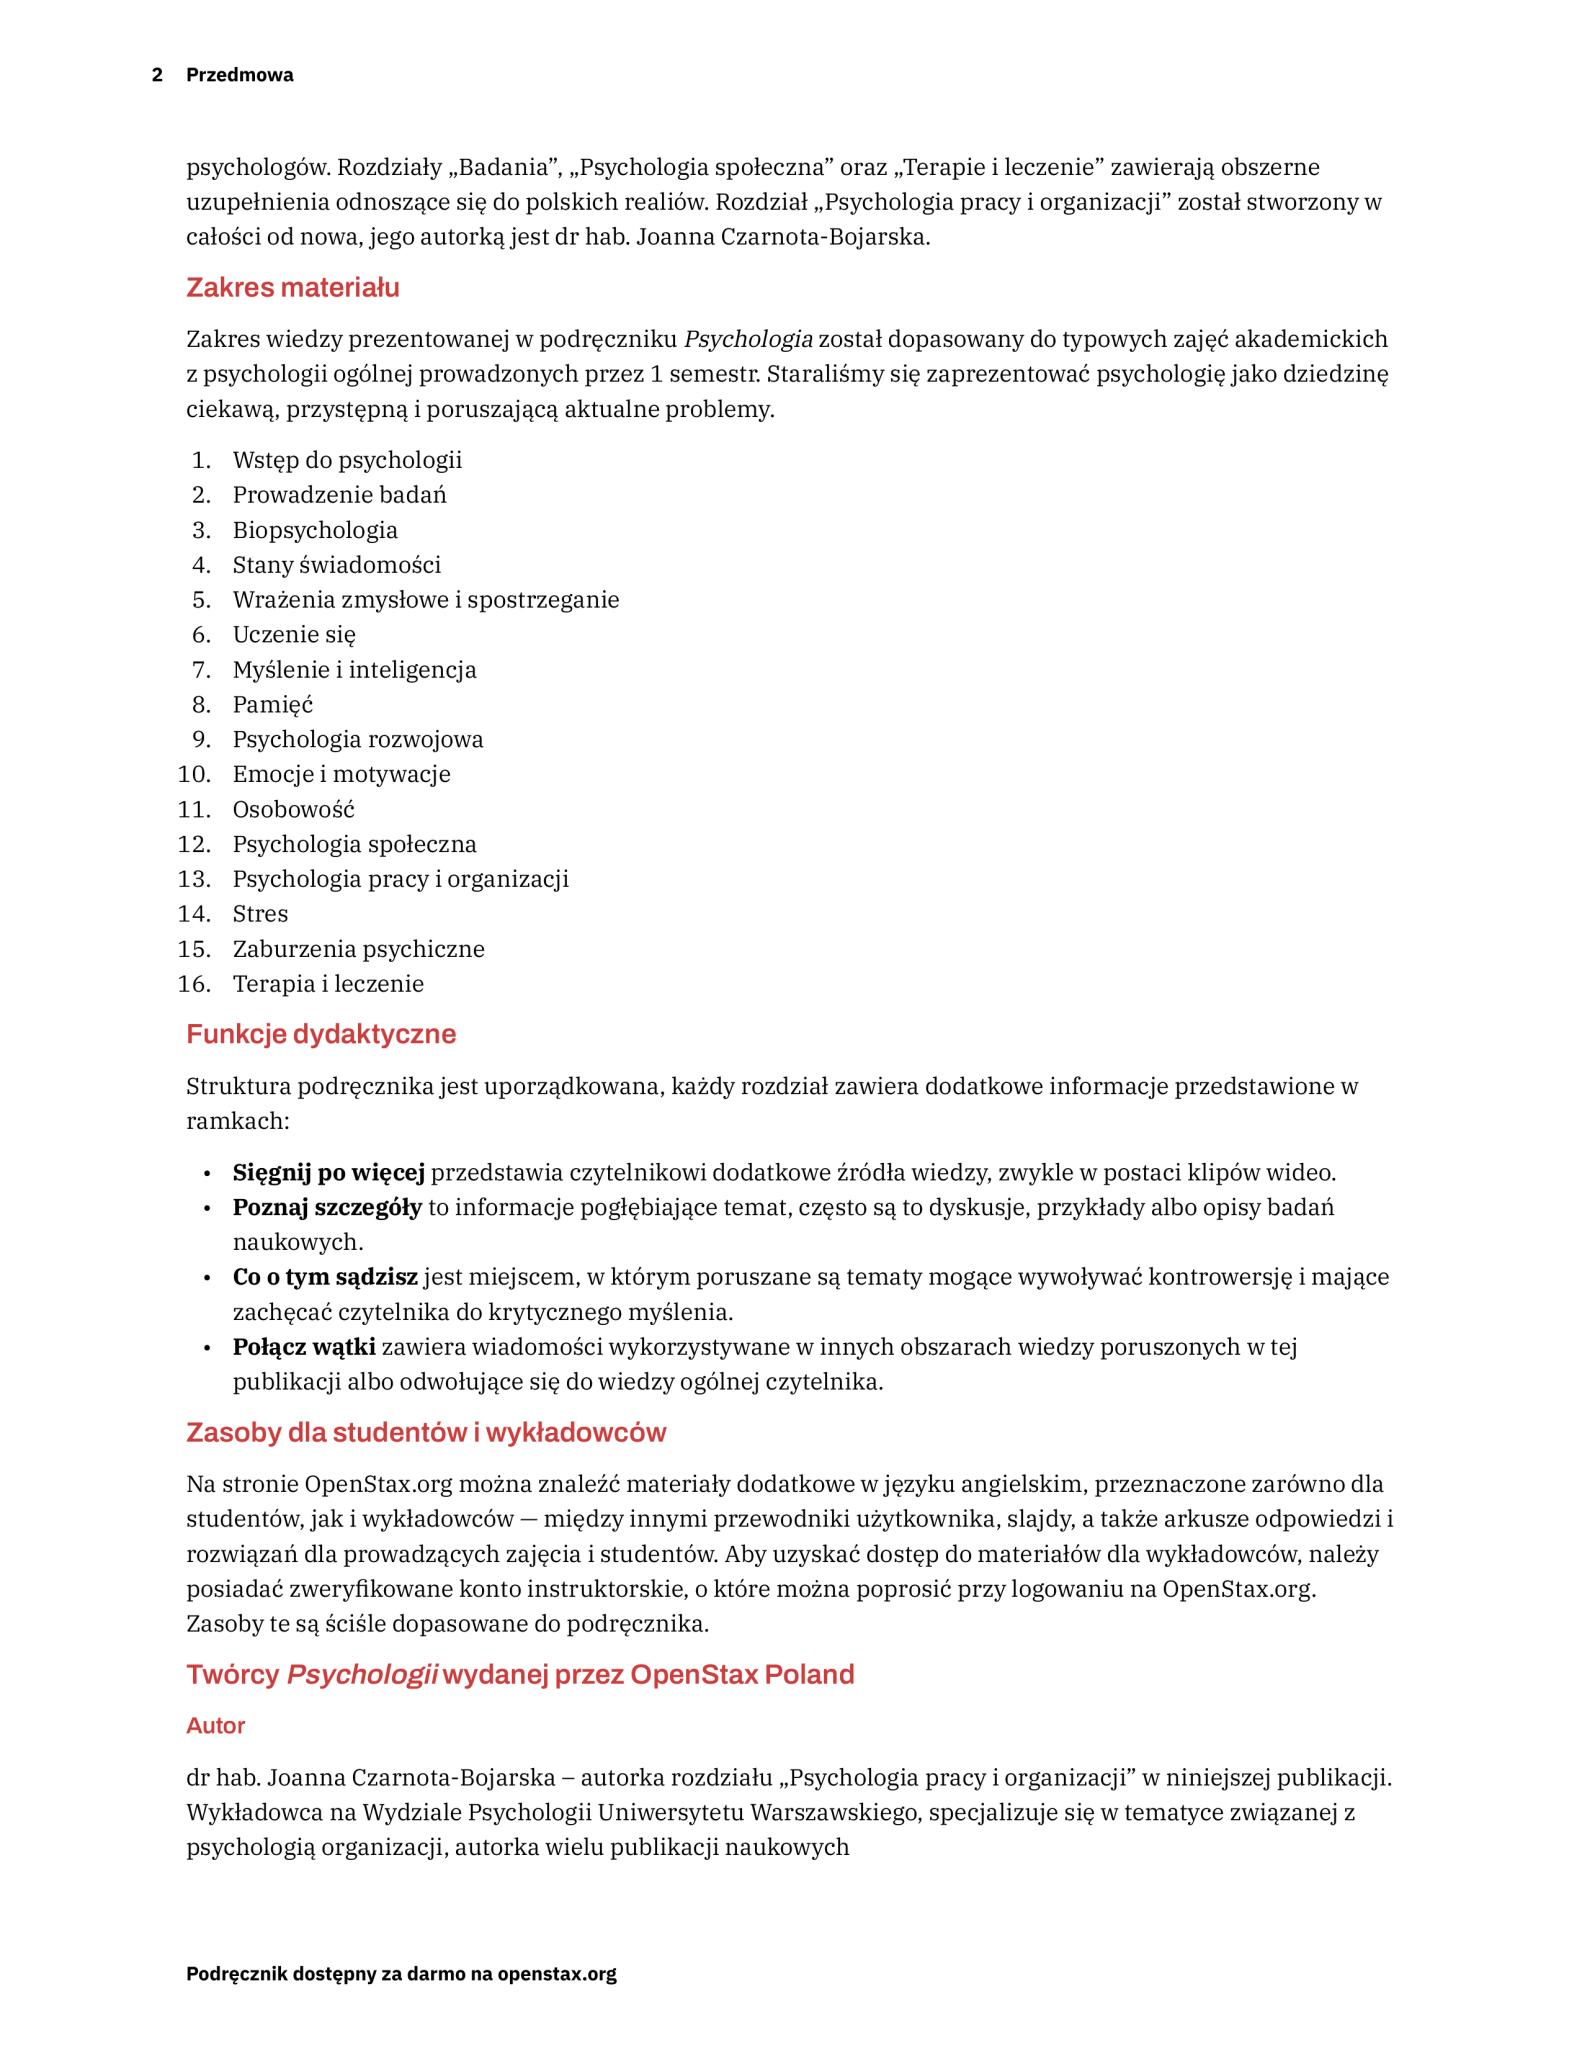 2 Przedmowa
psychologów. Rozdziały „Badania”, „Psychologia społeczna” oraz „Terapie i leczenie” zawierają obszerne
uzupełnienia odnoszące się do polskich realiów. Rozdział „Psychologia pracy i organizacji” został stworzony w
całości od nowa, jego autorką jest dr hab. Joanna Czarnota-Bojarska.
Zakres materiału
Zakres wiedzy prezentowanej w podręczniku Psychologia został dopasowany do typowych zajęć akademickich
z psychologii ogólnej prowadzonych przez 1 semestr. Staraliśmy się zaprezentować psychologię jako dziedzinę
ciekawą, przystępną i poruszającą aktualne problemy.
1. Wstęp do psychologii
2. Prowadzenie badań
3. Biopsychologia
4. Stany świadomości
5. Wrażenia zmysłowe i spostrzeganie
6. Uczenie się
7. Myślenie i inteligencja
8. Pamięć
9. Psychologia rozwojowa
10. Emocje i motywacje
11. Osobowość
12. Psychologia społeczna
13. Psychologia pracy i organizacji
14. Stres
15. Zaburzenia psychiczne
16. Terapia i leczenie
Funkcje dydaktyczne
Struktura podręcznika jest uporządkowana, każdy rozdział zawiera dodatkowe informacje przedstawione w
ramkach:
• Sięgnij po więcej przedstawia czytelnikowi dodatkowe źródła wiedzy, zwykle w postaci klipów wideo.
• Poznaj szczegóły to informacje pogłębiające temat, często są to dyskusje, przykłady albo opisy badań
naukowych.
• Co o tym sądzisz jest miejscem, w którym poruszane są tematy mogące wywoływać kontrowersję i mające
zachęcać czytelnika do krytycznego myślenia.
• Połącz wątki zawiera wiadomości wykorzystywane w innych obszarach wiedzy poruszonych w tej
publikacji albo odwołujące się do wiedzy ogólnej czytelnika.
Zasoby dla studentów i wykładowców
Na stronie OpenStax.org można znaleźć materiały dodatkowe w języku angielskim, przeznaczone zarówno dla
studentów, jak i wykładowców — między innymi przewodniki użytkownika, slajdy, a także arkusze odpowiedzi i
rozwiązań dla prowadzących zajęcia i studentów. Aby uzyskać dostęp do materiałów dla wykładowców, należy
posiadać zweryfikowane konto instruktorskie, o które można poprosić przy logowaniu na OpenStax.org.
Zasoby te są ściśle dopasowane do podręcznika.
Twórcy Psychologii wydanej przez OpenStax Poland
Autor
dr hab. Joanna Czarnota-Bojarska – autorka rozdziału „Psychologia pracy i organizacji” w niniejszej publikacji.
Wykładowca na Wydziale Psychologii Uniwersytetu Warszawskiego, specjalizuje się w tematyce związanej z
psychologią organizacji, autorka wielu publikacji naukowych
Podręcznik dostępny za darmo na openstax.org